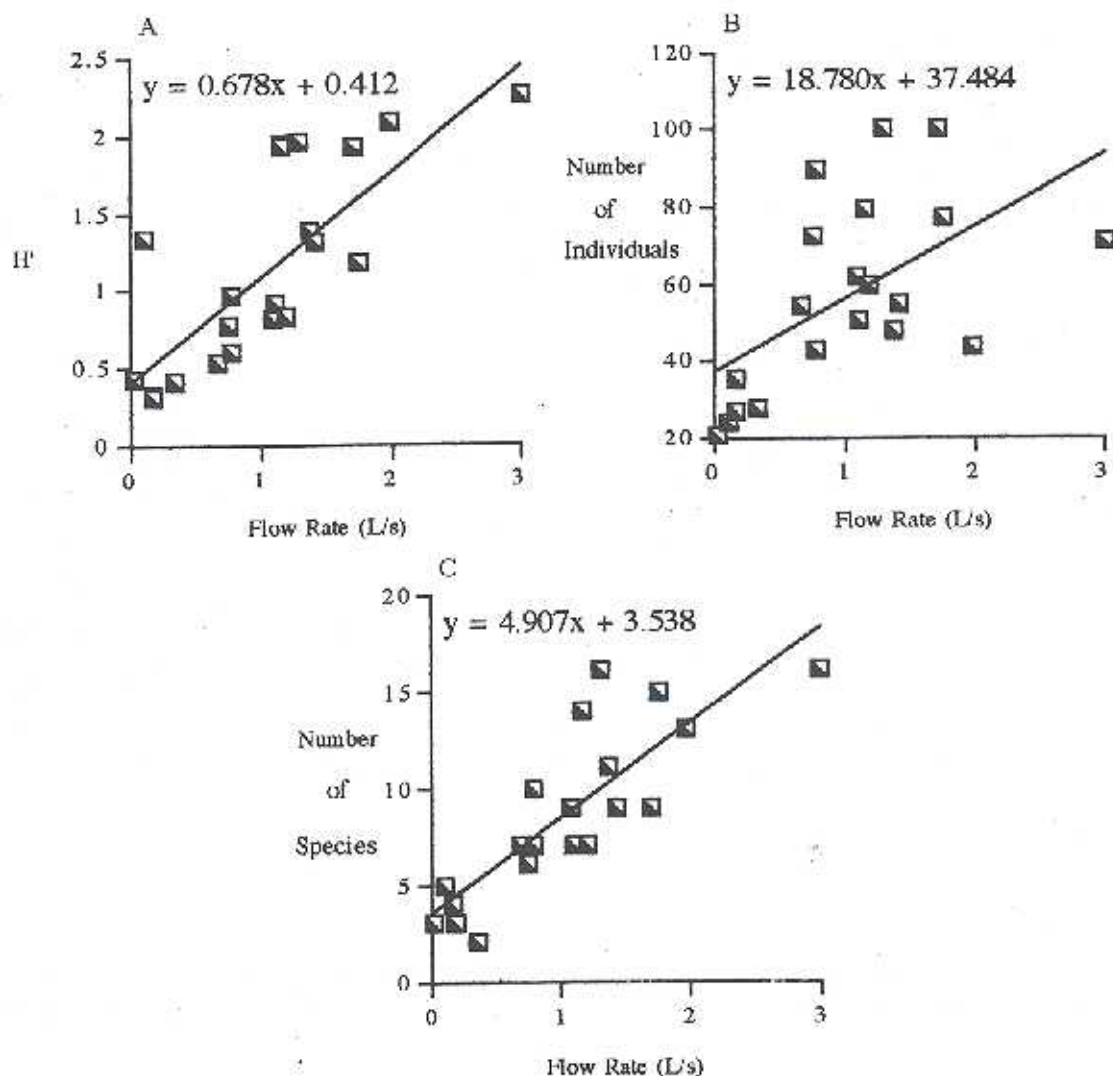 A
y = 0.678x + 0.412
2.5
2
1.5
1
0.5
0
H'
0 1 2 3
Flow Rate (L/s)
B
y = 18.780x + 37.484
120
100
80
60
40
20
Number
of
Individuals
0 1 2 3
Flow Rate (L/s)
C
y = 4.907x + 3.538
20
15
10
5
0
Number
of
Species
0 1 2 3
Flow Rate (L/s)